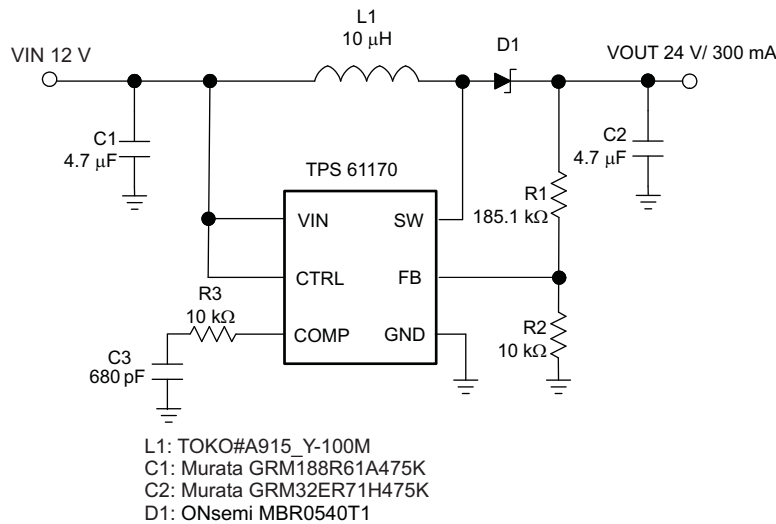 L1
10 µH
D1
VIN 12 V
VOUT 24 V/ 300 mA
C1
4.7 µF
C2
4.7 µF
TPS 61170
R1
185.1 kΩ
VIN
SW
CTRL
FB
R3
10 kΩ
COMP
GND
R2
10 kΩ
C3
680 pF
L1: TOKO#A915_Y-100M
C1: Murata GRM188R61A475K
C2: Murata GRM32ER71H475K
D1: ONsemi MBR0540T1